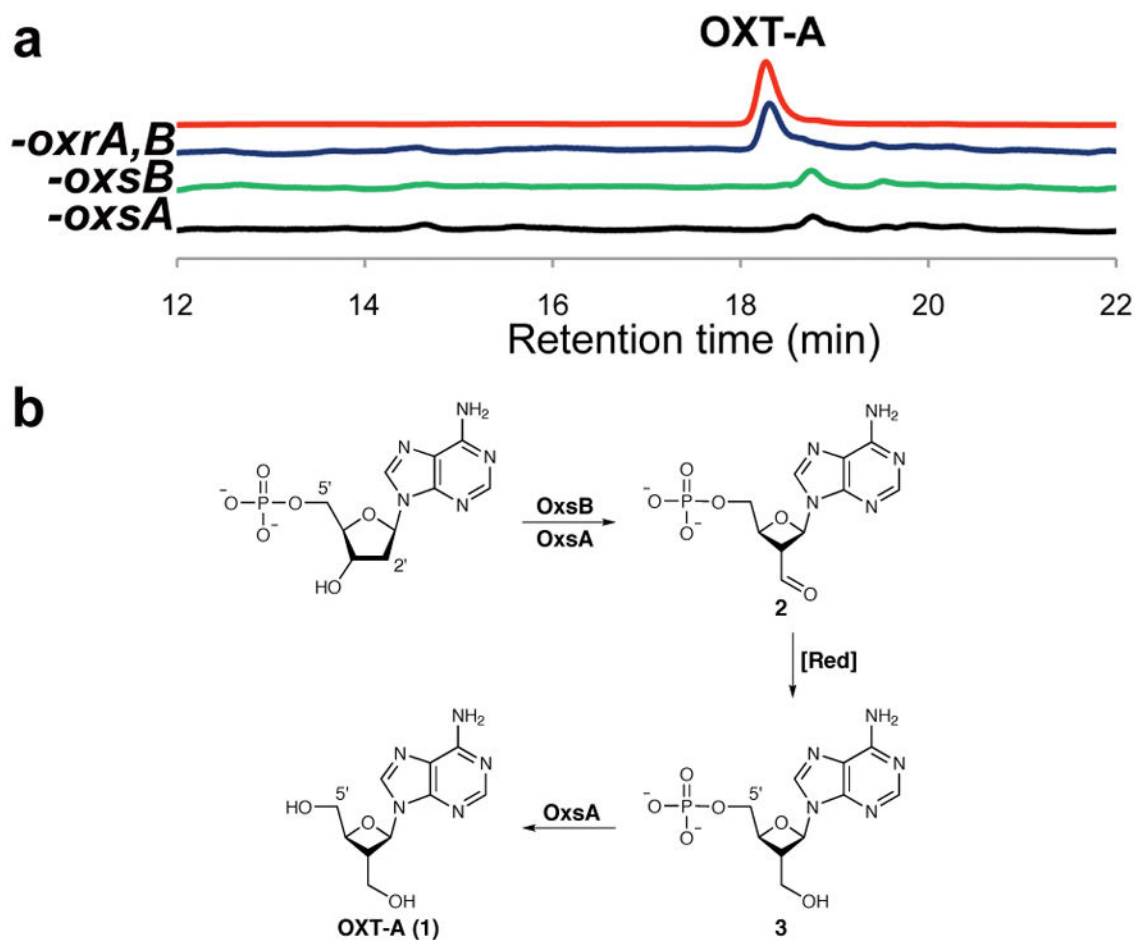 a
OXT-A
-oxrA,B
-oxsB
-oxsA
12 14 16 18 20 22
Retention time (min)
b
NH₂
N
N
N
N
O
⁻O-P-O
O⁻
5'
O
HO
2'
OxsB
OxsA
NH₂
N
N
N
N
O
⁻O-P-O
O⁻
O
O
2
[Red]
NH₂
N
N
N
N
HO
5'
O
OH
OXT-A (1)
OxsA
NH₂
N
N
N
N
O
⁻O-P-O
O⁻
5'
O
OH
3